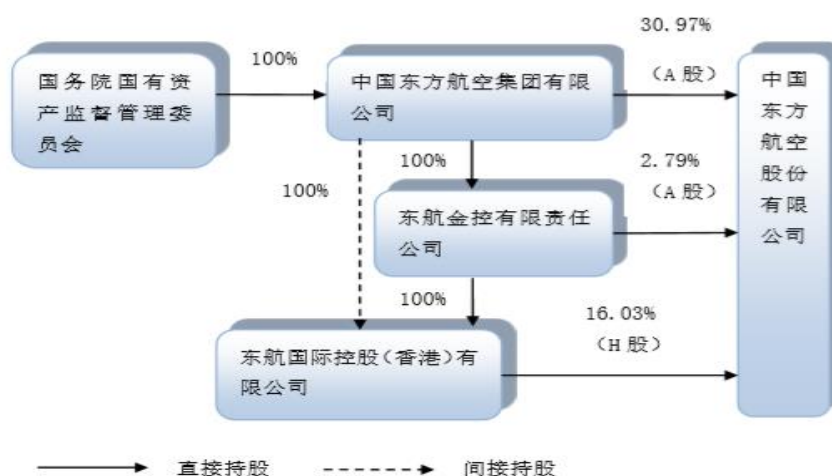 30.97%
100%
（A 股）
国务院国有资
产监督管理委
员会
中国东方航空集团有限
公司
中国
东方
航空
股份
有限
公司
100%
100%
2.79%
（A 股）
东航金控有限责任
公司
100%
16.03%
（H 股）
东航国际控股（香港）有
限公司
直接持股
间接持股